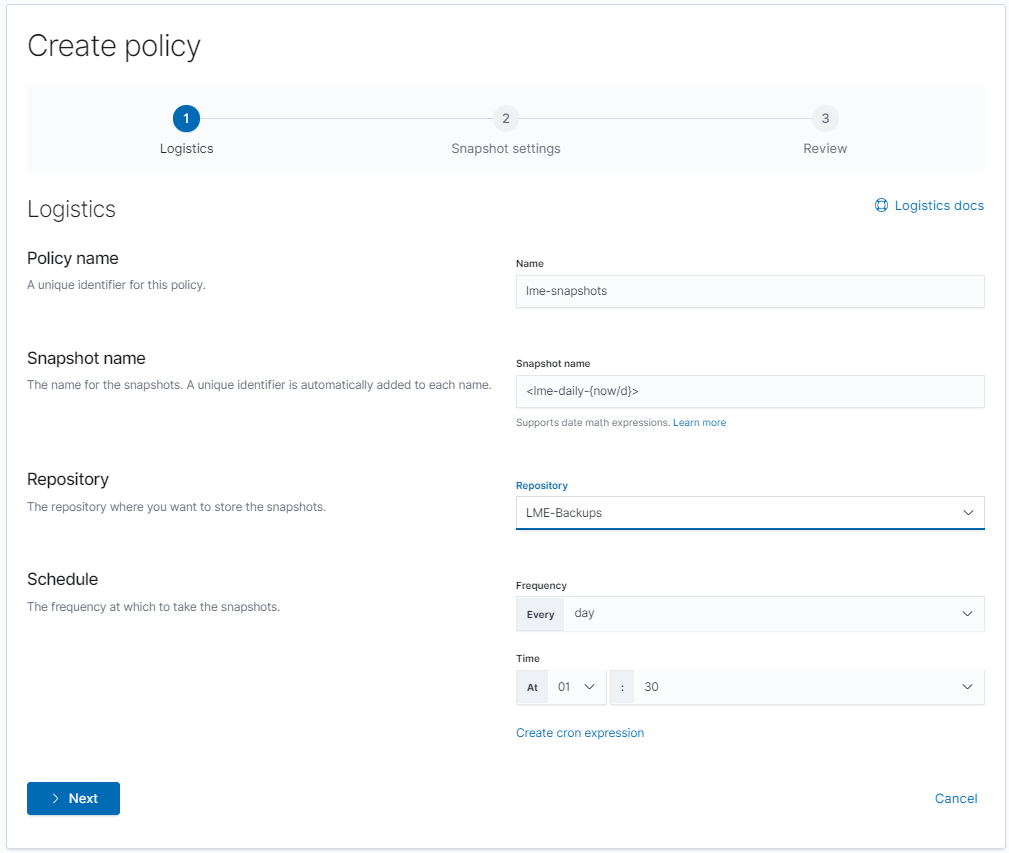 Create policy
1
2
3
Logistics
Snapshot settings
Review
Logistics
Logistics docs
Policy name
A unique identifier for this policy.
Name
lme-snapshots
Snapshot name
The name for the snapshots. A unique identifier is automatically added to each name.
Snapshot name
<lme-daily-{now/d}>
Supports date math expressions. Learn more
Repository
The repository where you want to store the snapshots.
Repository
LME-Backups
Schedule
The frequency at which to take the snapshots.
Frequency
Every day
Time
At 01 : 30
Create cron expression
Next
Cancel